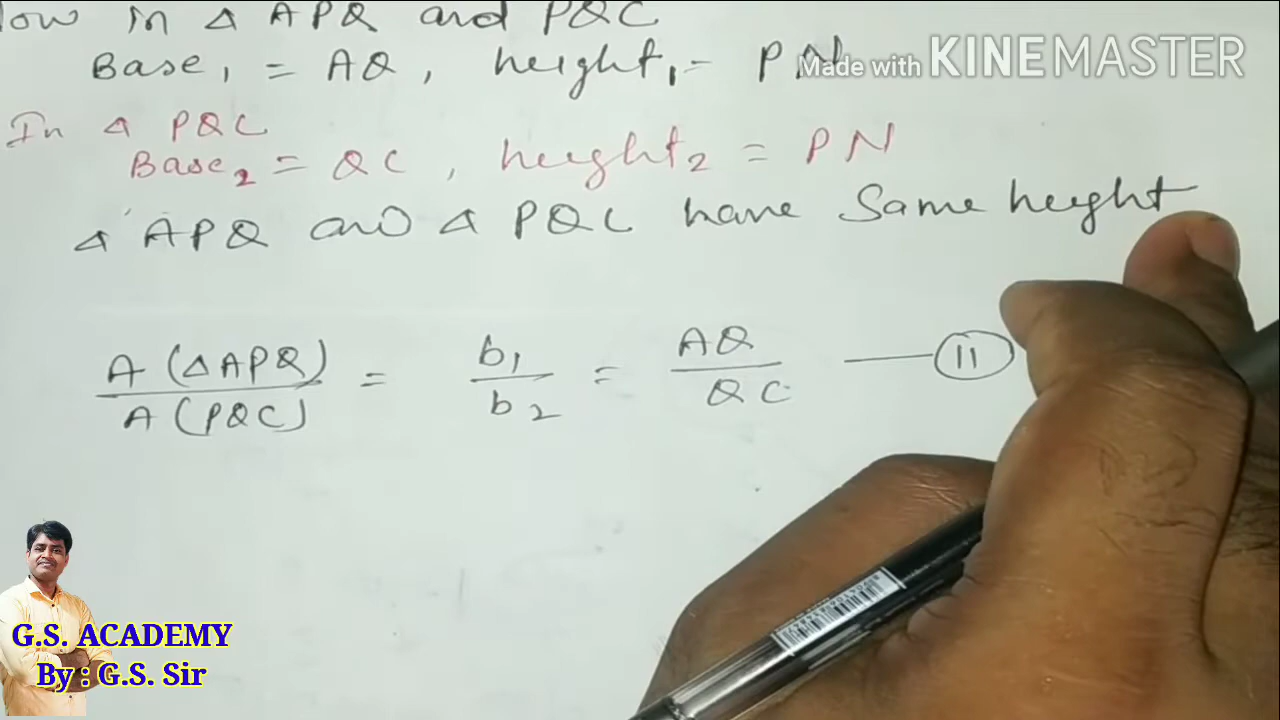 Now in △ APQ and PQC
Base₁ = AQ, height₁ = PN
Made with KINEMASTER
In △ PQC
Base₂ = QC, height₂ = PN
△ APQ and △ PQC have same height
A (△APQ) / A (PQC) = b₁ / b₂ = AQ / QC — II
G.S. ACADEMY
By : G.S. Sir